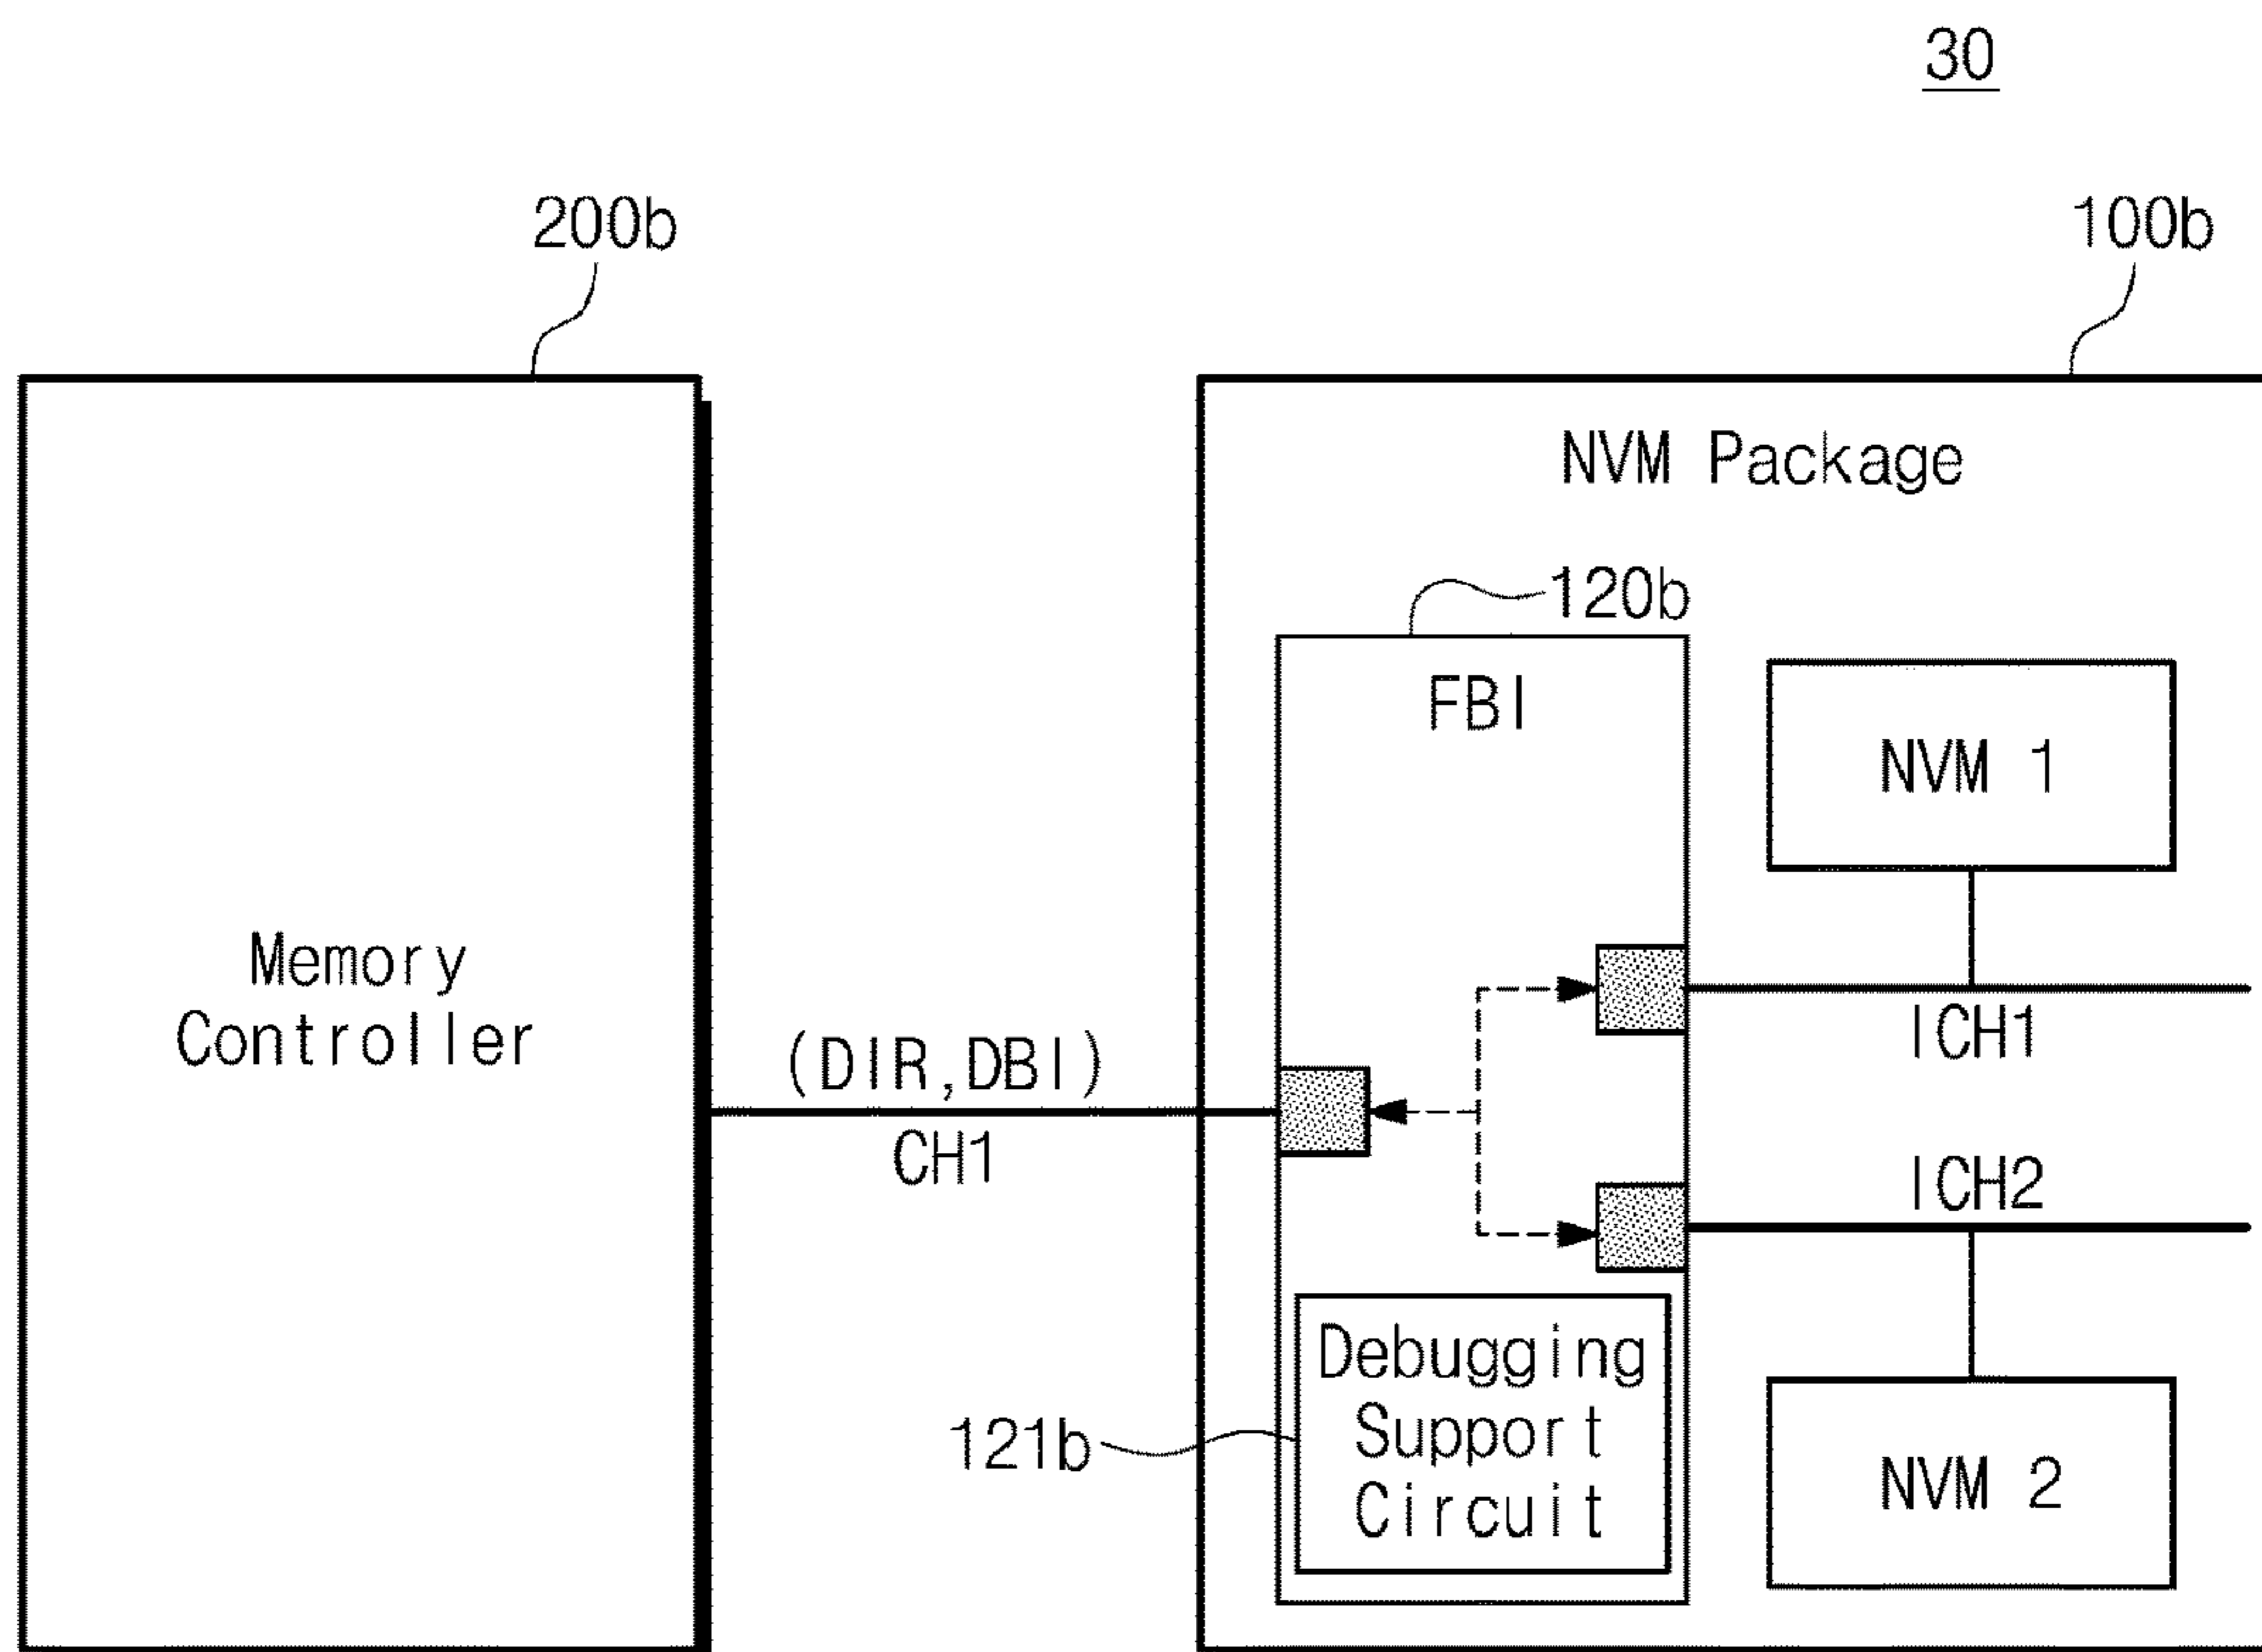 30
200b
100b
NVM Package
120b
FBI
NVM 1
Memory
Controller
(DIR,DBI)
CH1
ICH1
ICH2
121b
Debugging
Support
Circuit
NVM 2